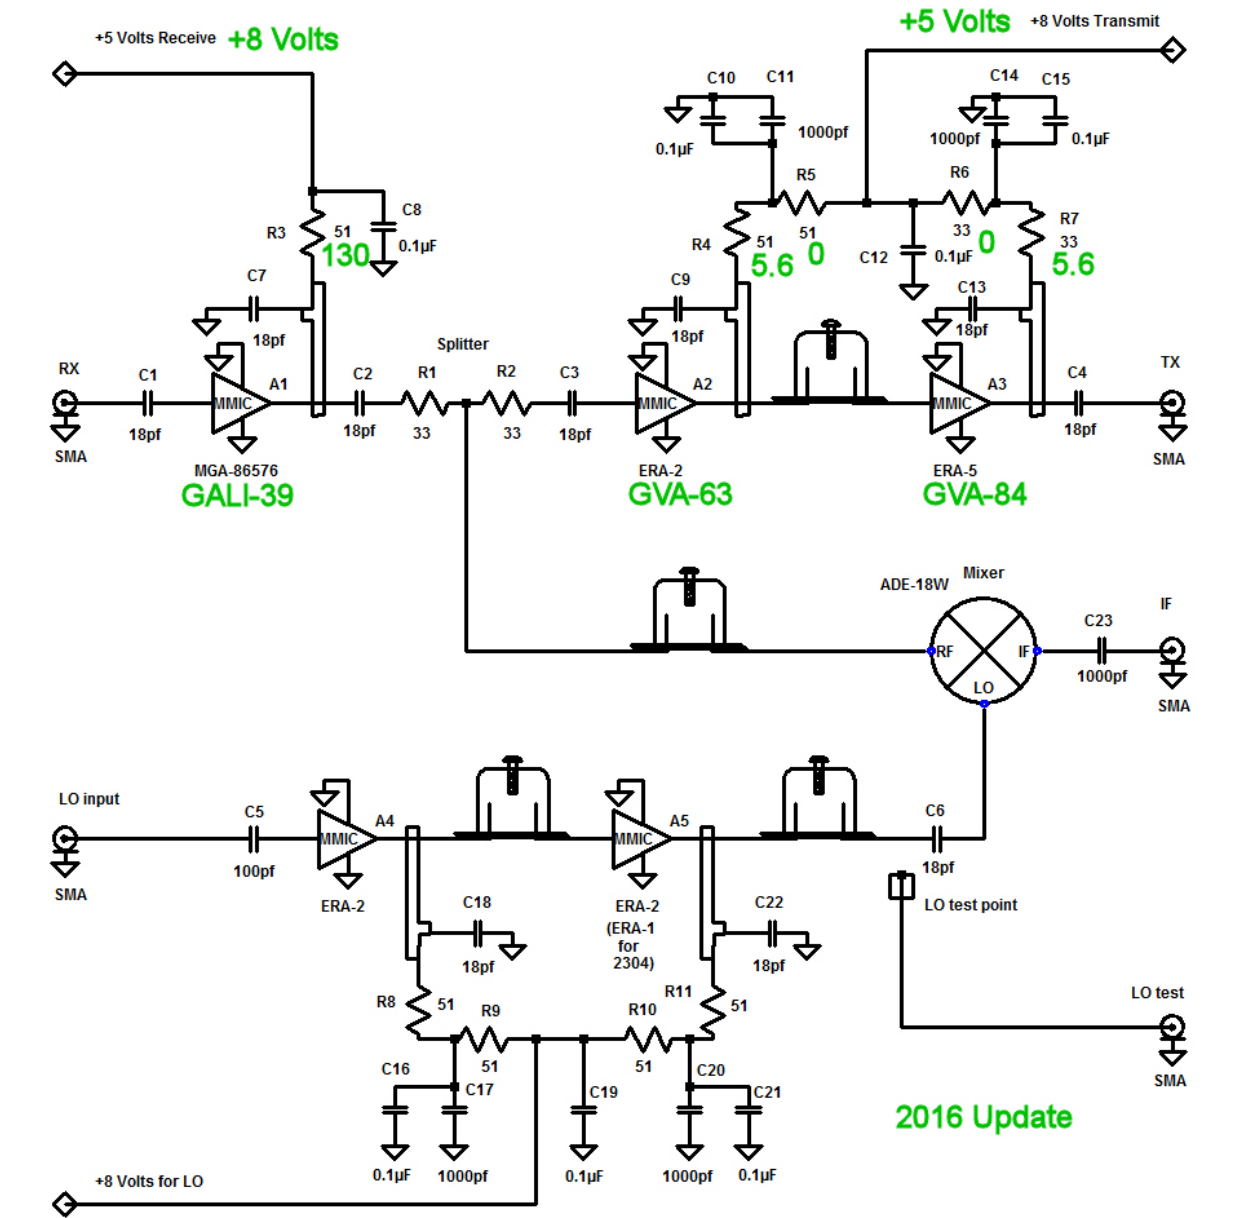 +5 Volts Receive +8 Volts
+5 Volts +8 Volts Transmit
C10 C11
0.1µF 1000pf
C14 C15
1000pf 0.1µF
R3 51
130
C8
0.1µF
R5
51
0
R6
33
0
R4 51
5.6
R7
33
5.6
C12 0.1µF
C7
18pf
C9
18pf
C13
18pf
RX
SMA
C1
18pf
MMIC
A1
MGA-86576
GALI-39
C2
18pf
Splitter
R1
33
R2
33
C3
18pf
MMIC
A2
ERA-2
GVA-63
MMIC
A3
ERA-5
GVA-84
C4
18pf
TX
SMA
ADE-18W Mixer
RF IF
LO
C23
1000pf
IF
SMA
LO input
SMA
C5
100pf
MMIC
A4
ERA-2
MMIC
A5
ERA-2
(ERA-1
for
2304)
C6
18pf
C18
18pf
C22
18pf
LO test point
LO test
SMA
R8 51
R9
51
R10
51
R11 51
C16
0.1µF
C17
1000pf
C19
0.1µF
C20
1000pf
C21
0.1µF
2016 Update
+8 Volts for LO